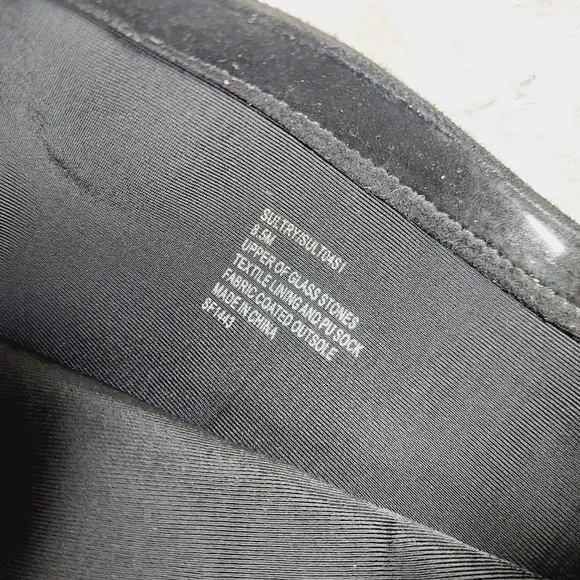 SULTRY/SULT04S1
8.5M
UPPER OF GLASS STONES
TEXTILE LINING AND PU SOCK
FABRIC COATED OUTSOLE
MADE IN CHINA
SF1443